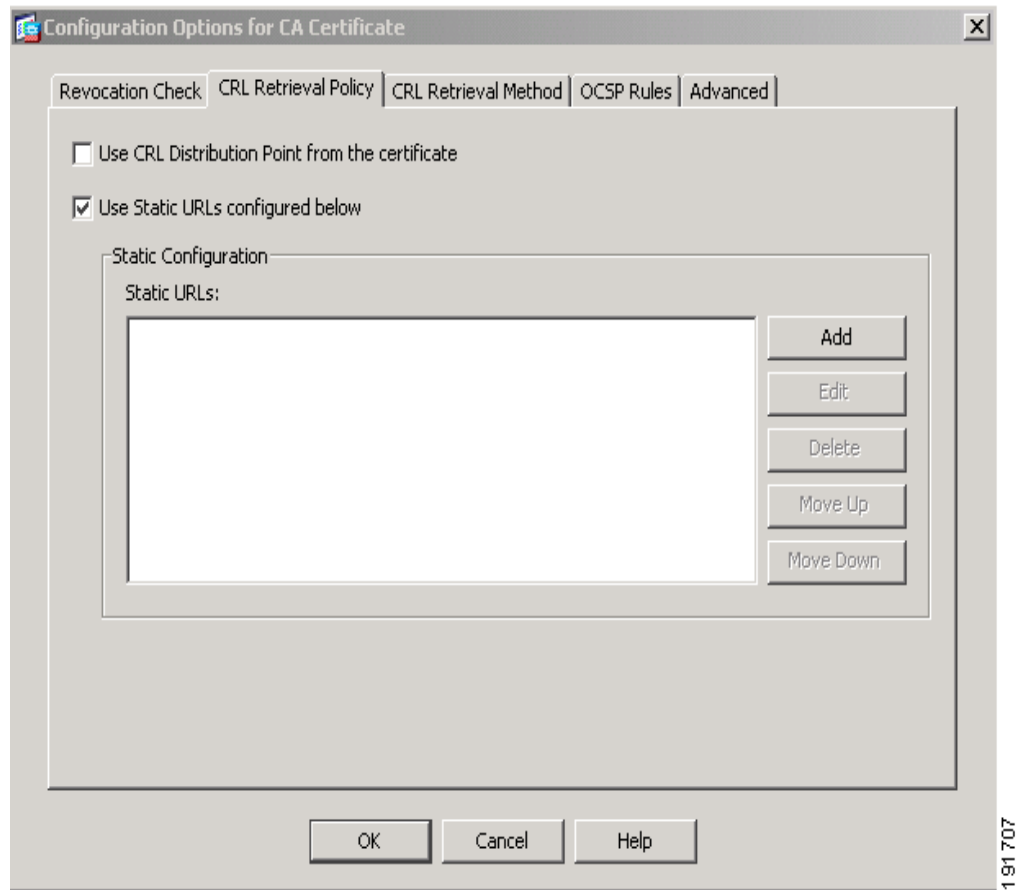 Configuration Options for CA Certificate
Revocation Check CRL Retrieval Policy CRL Retrieval Method OCSP Rules Advanced
Use CRL Distribution Point from the certificate
Use Static URLs configured below
Static Configuration
Static URLs:
Add
Edit
Delete
Move Up
Move Down
OK Cancel Help
191707